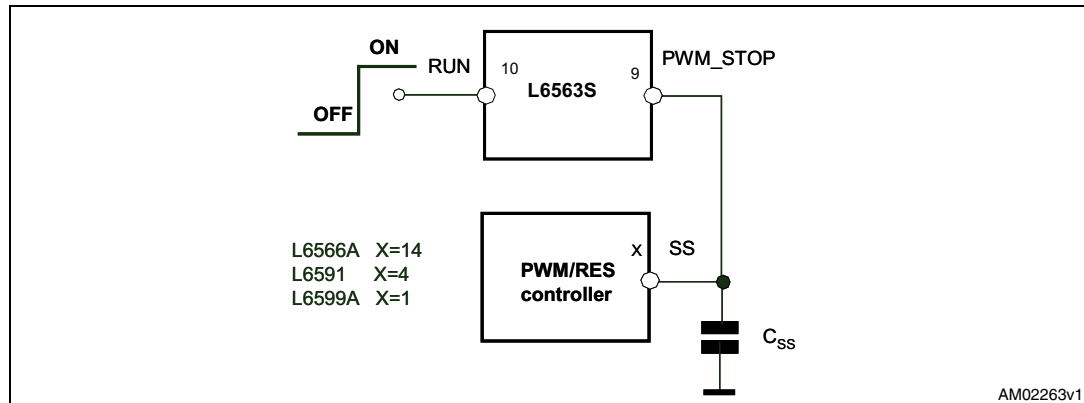 ON
OFF
RUN
10
L6563S
9
PWM_STOP
L6566A X=14
L6591 X=4
L6599A X=1
PWM/RES
controller
x
SS
CSS
AM02263v1